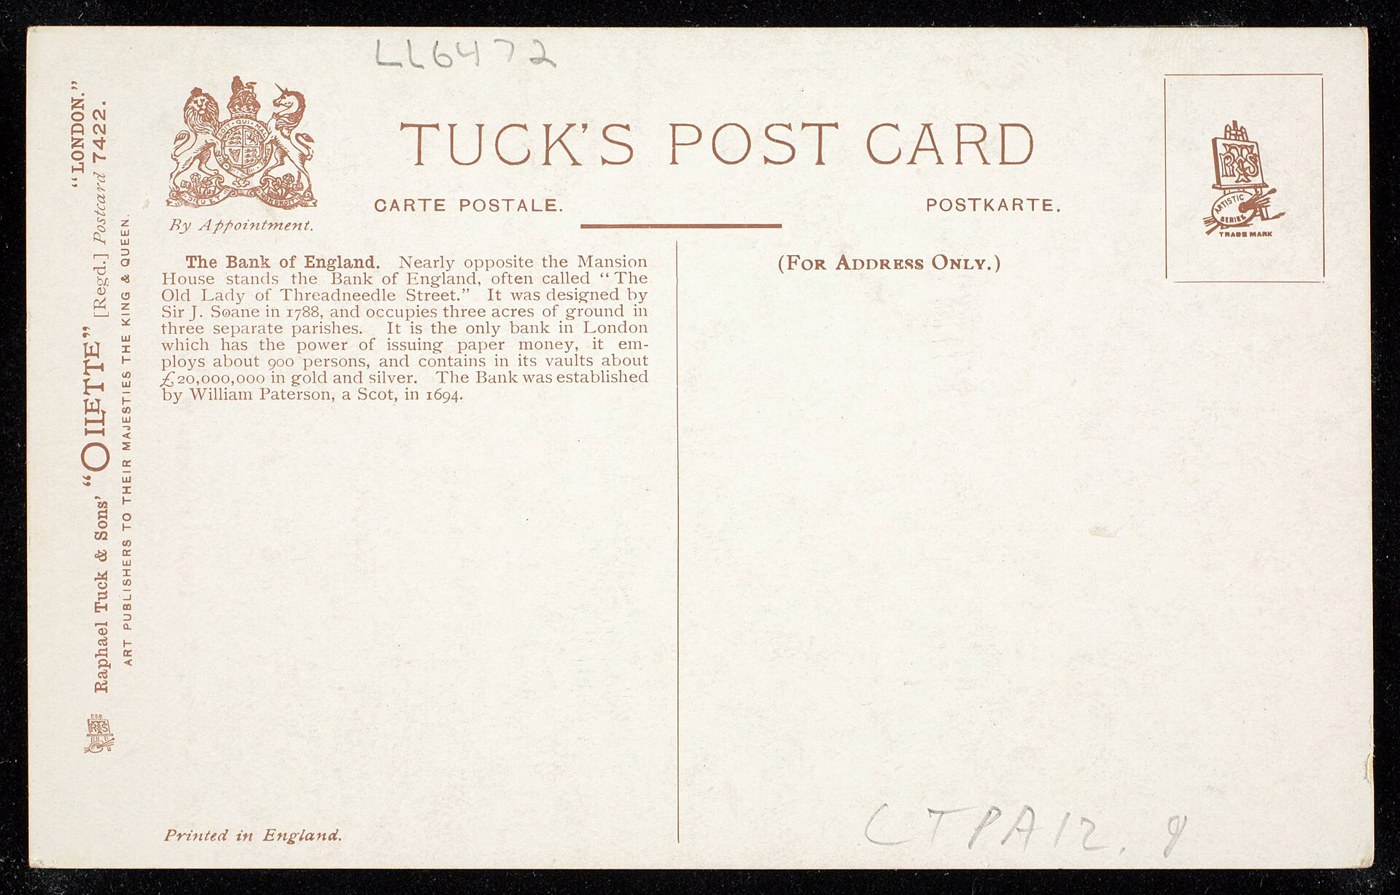 LL6472
TUCK'S POST CARD
CARTE POSTALE.
POSTKARTE.
By Appointment.
(FOR ADDRESS ONLY.)
ARTISTIC
SERIES
TRADE MARK
The Bank of England. Nearly opposite the Mansion
House stands the Bank of England, often called "The
Old Lady of Threadneedle Street." It was designed by
Sir J. Soane in 1788, and occupies three acres of ground in
three separate parishes. It is the only bank in London
which has the power of issuing paper money, it em-
ploys about 900 persons, and contains in its vaults about
£20,000,000 in gold and silver. The Bank was established
by William Paterson, a Scot, in 1694.
Printed in England.
"LONDON."
Raphael Tuck & Sons' "OILETTE" [Regd.] Postcard 7422.
ART PUBLISHERS TO THEIR MAJESTIES THE KING & QUEEN.
CTPA12.